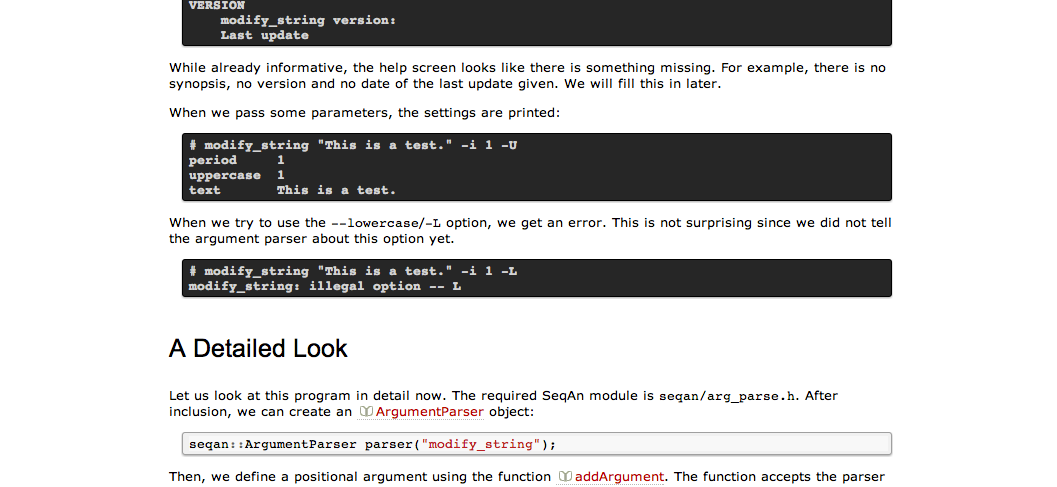 VERSION
modify_string version:
Last update
While already informative, the help screen looks like there is something missing. For example, there is no
synopsis, no version and no date of the last update given. We will fill this in later.
When we pass some parameters, the settings are printed:
# modify_string "This is a test." -i 1 -U
period 1
uppercase 1
text This is a test.
When we try to use the --lowercase/-L option, we get an error. This is not surprising since we did not tell
the argument parser about this option yet.
# modify_string "This is a test." -i 1 -L
modify_string: illegal option -- L
A Detailed Look
Let us look at this program in detail now. The required SeqAn module is seqan/arg_parse.h. After
inclusion, we can create an ArgumentParser object:
seqan::ArgumentParser parser("modify_string");
Then, we define a positional argument using the function addArgument. The function accepts the parser